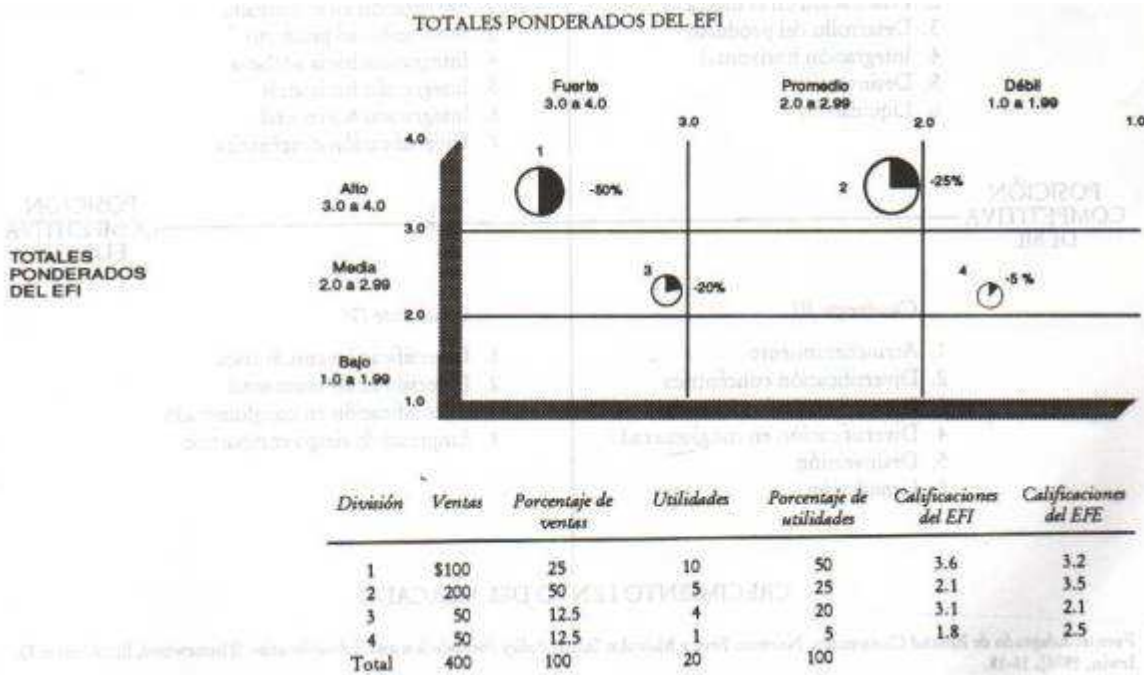 TOTALES PONDERADOS DEL EFI
Fuerte Promedio Débil
3.0 a 4.0 2.0 a 2.99 1.0 a 1.99
4.0 3.0 2.0 1.0
1
Alto
3.0 a 4.0
-50%
2
-25%
3.0
TOTALES
PONDERADOS
DEL EFI
Media
2.0 a 2.99
3
-20%
4
-5 %
2.0
Bajo
1.0 a 1.99
1.0
División Ventas Porcentaje de ventas Utilidades Porcentaje de utilidades Calificaciones del EFI Calificaciones del EFE
1 $100 25 10 50 3.6 3.2
2 200 50 5 25 2.1 3.5
3 50 12.5 4 20 3.1 2.1
4 50 12.5 1 5 1.8 2.5
Total 400 100 20 100